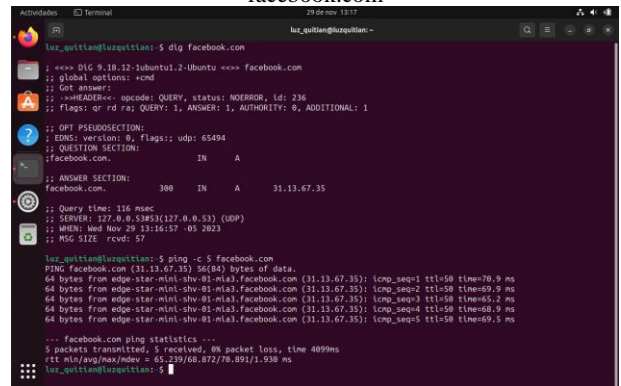 facebook.com
Actividades Terminal 29 de nov 13:17
luz_quitian@luzquitian: ~
luz_quitian@luzquitian:~$ dig facebook.com
; <<>> DiG 9.18.12-1ubuntu1.2-Ubuntu <<>> facebook.com
;; global options: +cmd
;; Got answer:
;; ->>HEADER<<- opcode: QUERY, status: NOERROR, id: 236
;; flags: qr rd ra; QUERY: 1, ANSWER: 1, AUTHORITY: 0, ADDITIONAL: 1
;; OPT PSEUDOSECTION:
; EDNS: version: 0, flags:; udp: 65494
;; QUESTION SECTION:
;facebook.com. IN A
;; ANSWER SECTION:
facebook.com. 300 IN A 31.13.67.35
;; Query time: 116 msec
;; SERVER: 127.0.0.53#53(127.0.0.53) (UDP)
;; WHEN: Wed Nov 29 13:16:57 -05 2023
;; MSG SIZE rcvd: 57
luz_quitian@luzquitian:~$ ping -c 5 facebook.com
PING facebook.com (31.13.67.35) 56(84) bytes of data.
64 bytes from edge-star-mini-shv-01-mia3.facebook.com (31.13.67.35): icmp_seq=1 ttl=50 time=70.9 ms
64 bytes from edge-star-mini-shv-01-mia3.facebook.com (31.13.67.35): icmp_seq=2 ttl=50 time=69.9 ms
64 bytes from edge-star-mini-shv-01-mia3.facebook.com (31.13.67.35): icmp_seq=3 ttl=50 time=65.2 ms
64 bytes from edge-star-mini-shv-01-mia3.facebook.com (31.13.67.35): icmp_seq=4 ttl=50 time=68.9 ms
64 bytes from edge-star-mini-shv-01-mia3.facebook.com (31.13.67.35): icmp_seq=5 ttl=50 time=69.5 ms
--- facebook.com ping statistics ---
5 packets transmitted, 5 received, 0% packet loss, time 4099ms
rtt min/avg/max/mdev = 65.239/68.872/70.891/1.930 ms
luz_quitian@luzquitian:~$